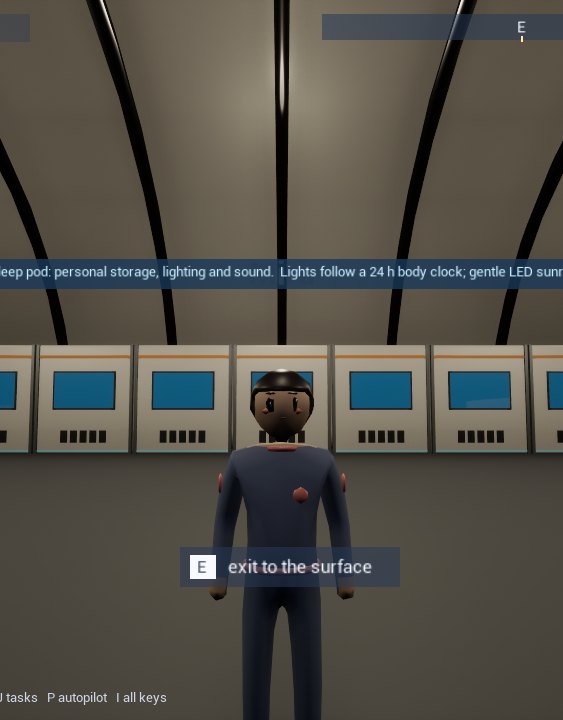 E
eep pod: personal storage, lighting and sound. Lights follow a 24 h body clock; gentle LED sunr
E exit to the surface
J tasks P autopilot I all keys